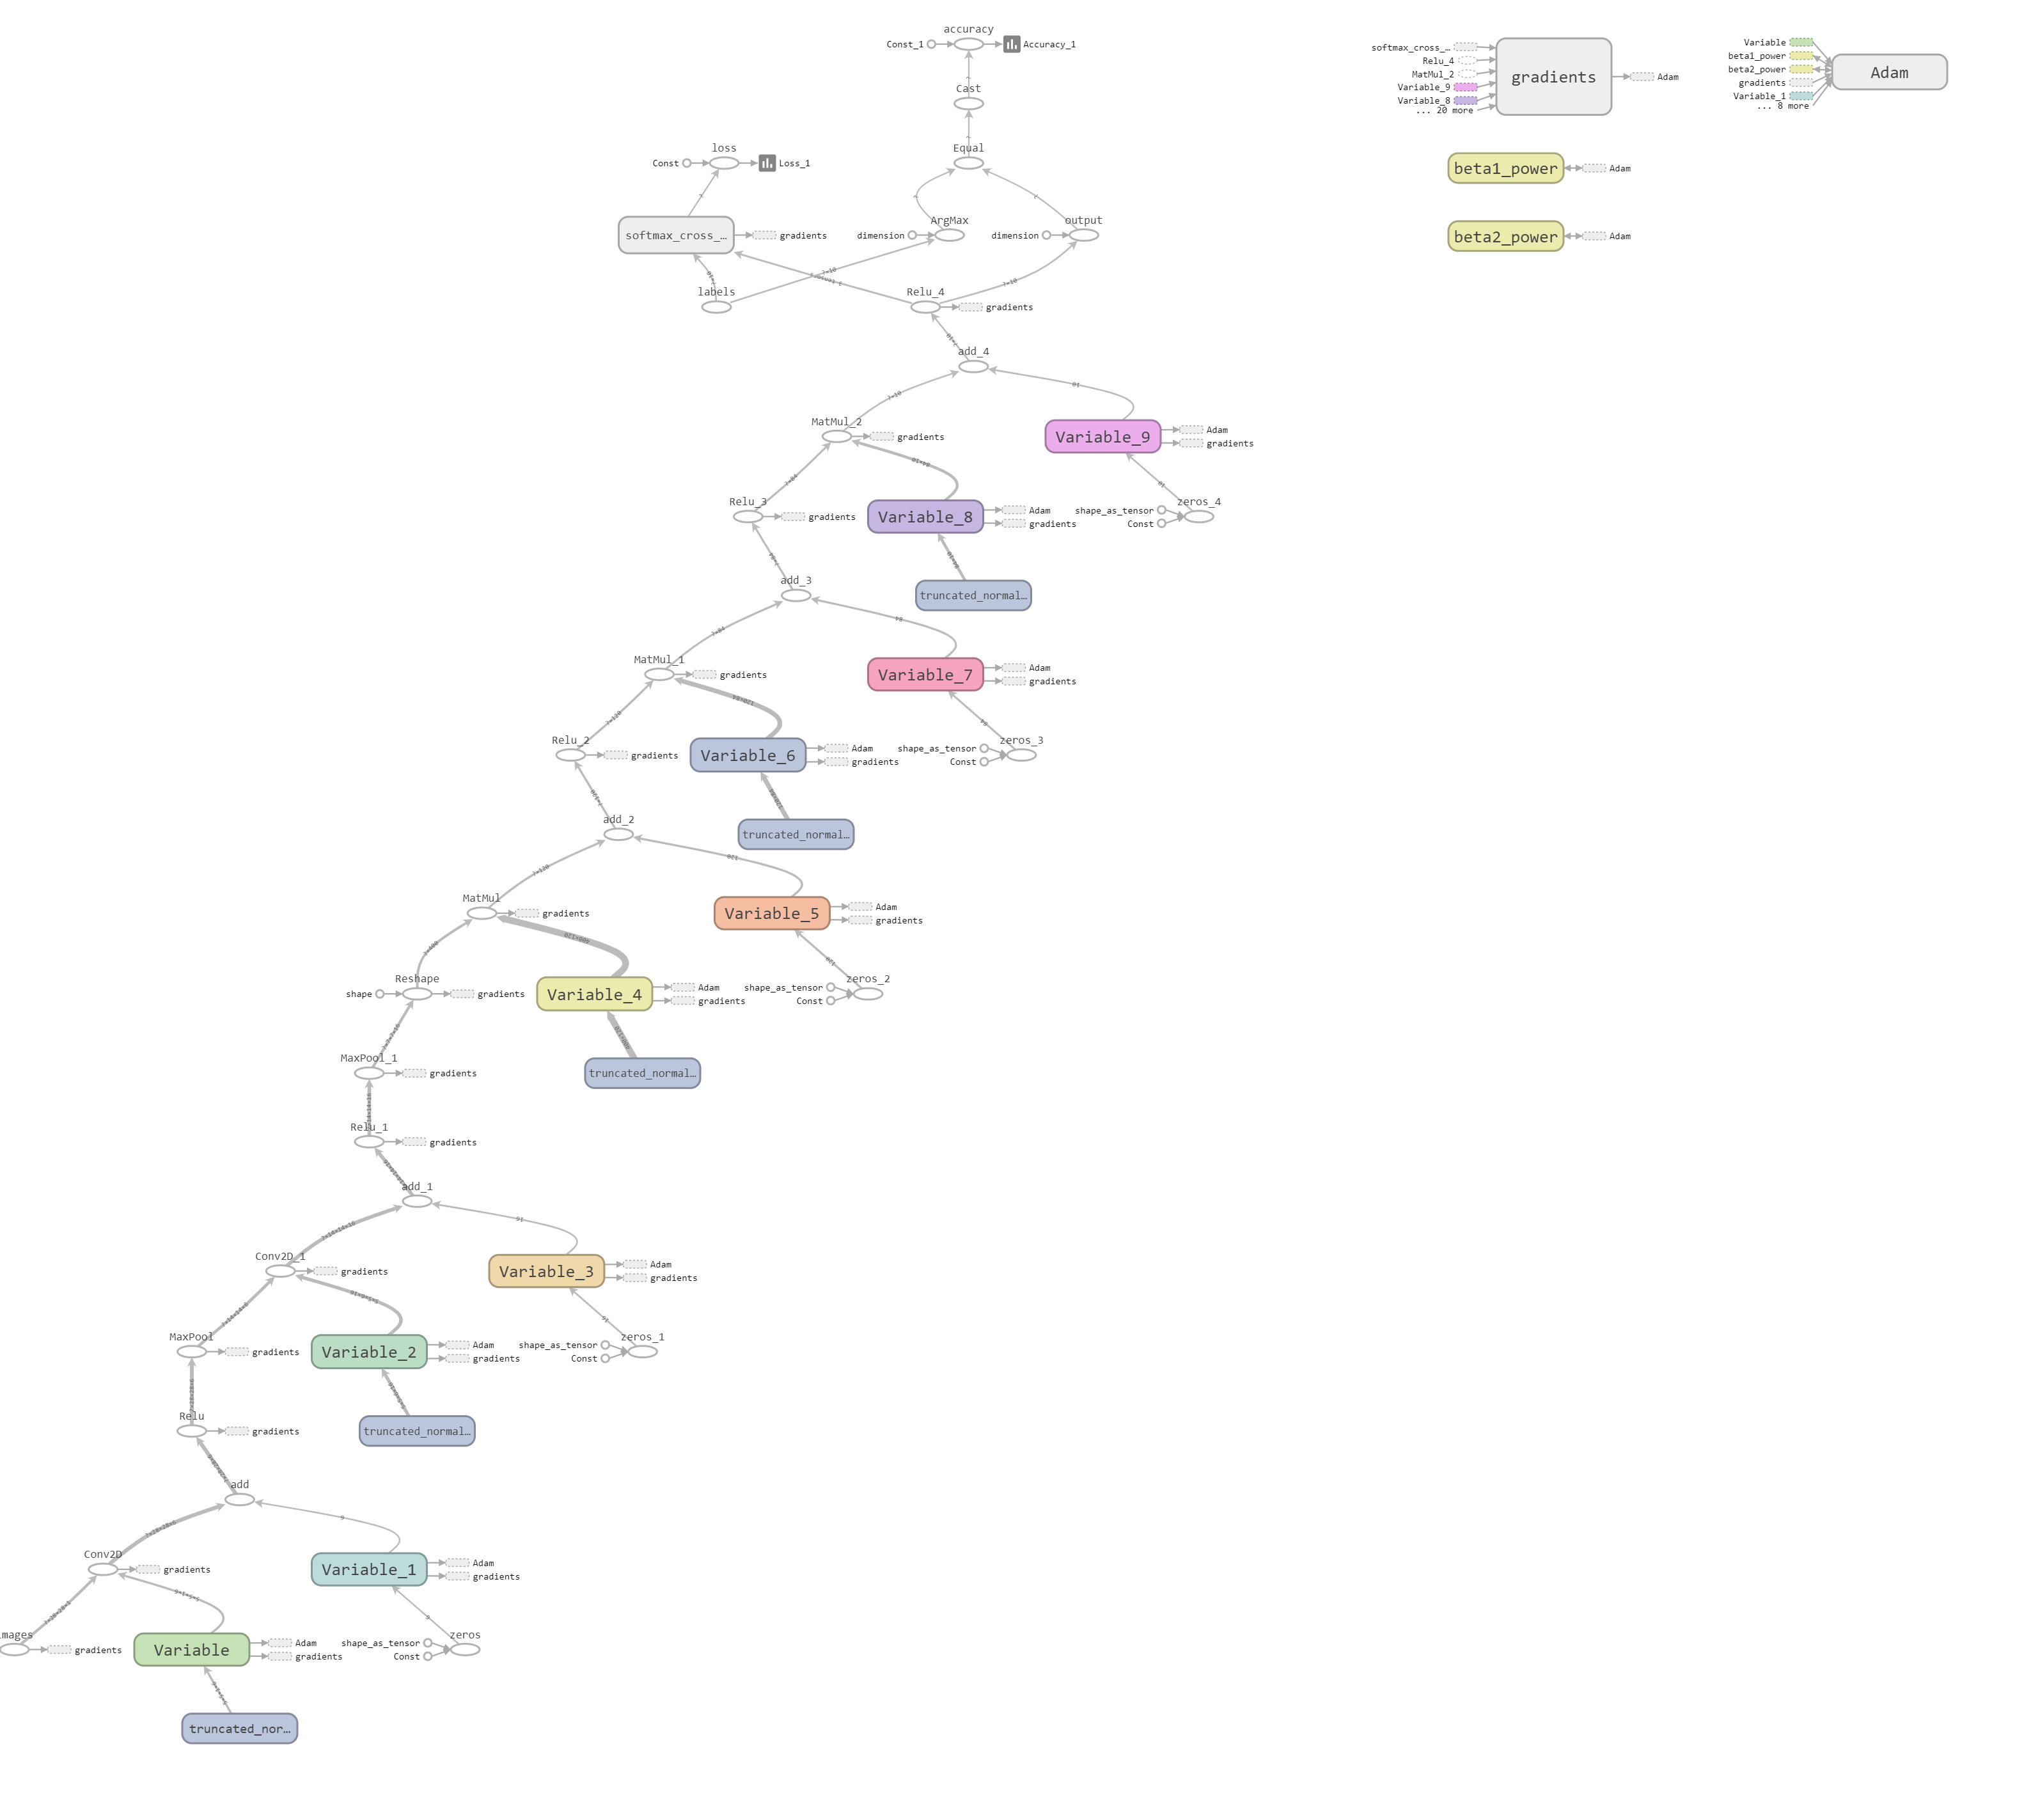 accuracy
Const_1
Accuracy_1
Cast
loss
Const
Loss_1
Equal
softmax_cross_…
gradients
ArgMax
dimension
output
dimension
labels
Relu_4
gradients
add_4
MatMul_2
gradients
Variable_9
Adam
gradients
Relu_3
gradients
Variable_8
Adam
gradients
zeros_4
shape_as_tensor
Const
add_3
truncated_normal…
MatMul_1
gradients
Variable_7
Adam
gradients
Relu_2
gradients
Variable_6
Adam
gradients
zeros_3
shape_as_tensor
Const
add_2
truncated_normal…
MatMul
gradients
Variable_5
Adam
gradients
Reshape
shape
gradients
Variable_4
Adam
gradients
zeros_2
shape_as_tensor
Const
MaxPool_1
gradients
truncated_normal…
Relu_1
gradients
add_1
Conv2D_1
gradients
Variable_3
Adam
gradients
MaxPool
gradients
Variable_2
Adam
gradients
zeros_1
shape_as_tensor
Const
Relu
gradients
truncated_normal…
add
Conv2D
gradients
Variable_1
Adam
gradients
mages
gradients
Variable
Adam
gradients
zeros
shape_as_tensor
Const
truncated_nor…
softmax_cross_…
Relu_4
MatMul_2
Variable_9
Variable_8
... 20 more
gradients
Adam
Variable
beta1_power
beta2_power
gradients
Variable_1
... 8 more
Adam
beta1_power
Adam
beta2_power
Adam